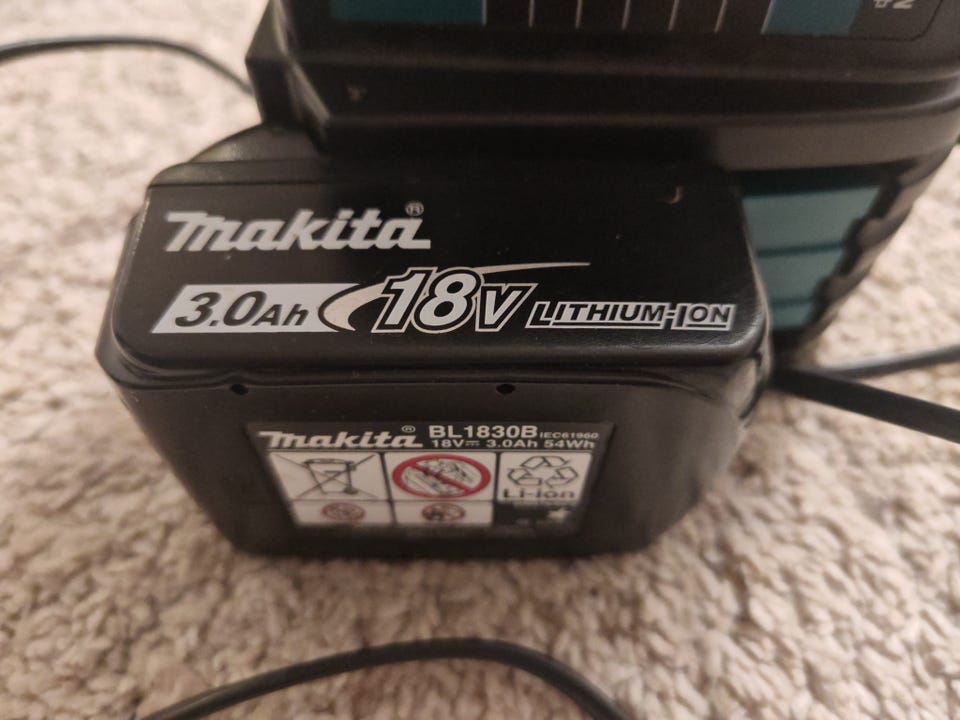 makita®
3.0Ah 18V LITHIUM-ION
makita® BL1830B IEC61960
18V⎓ 3.0Ah 54Wh
Li-ion